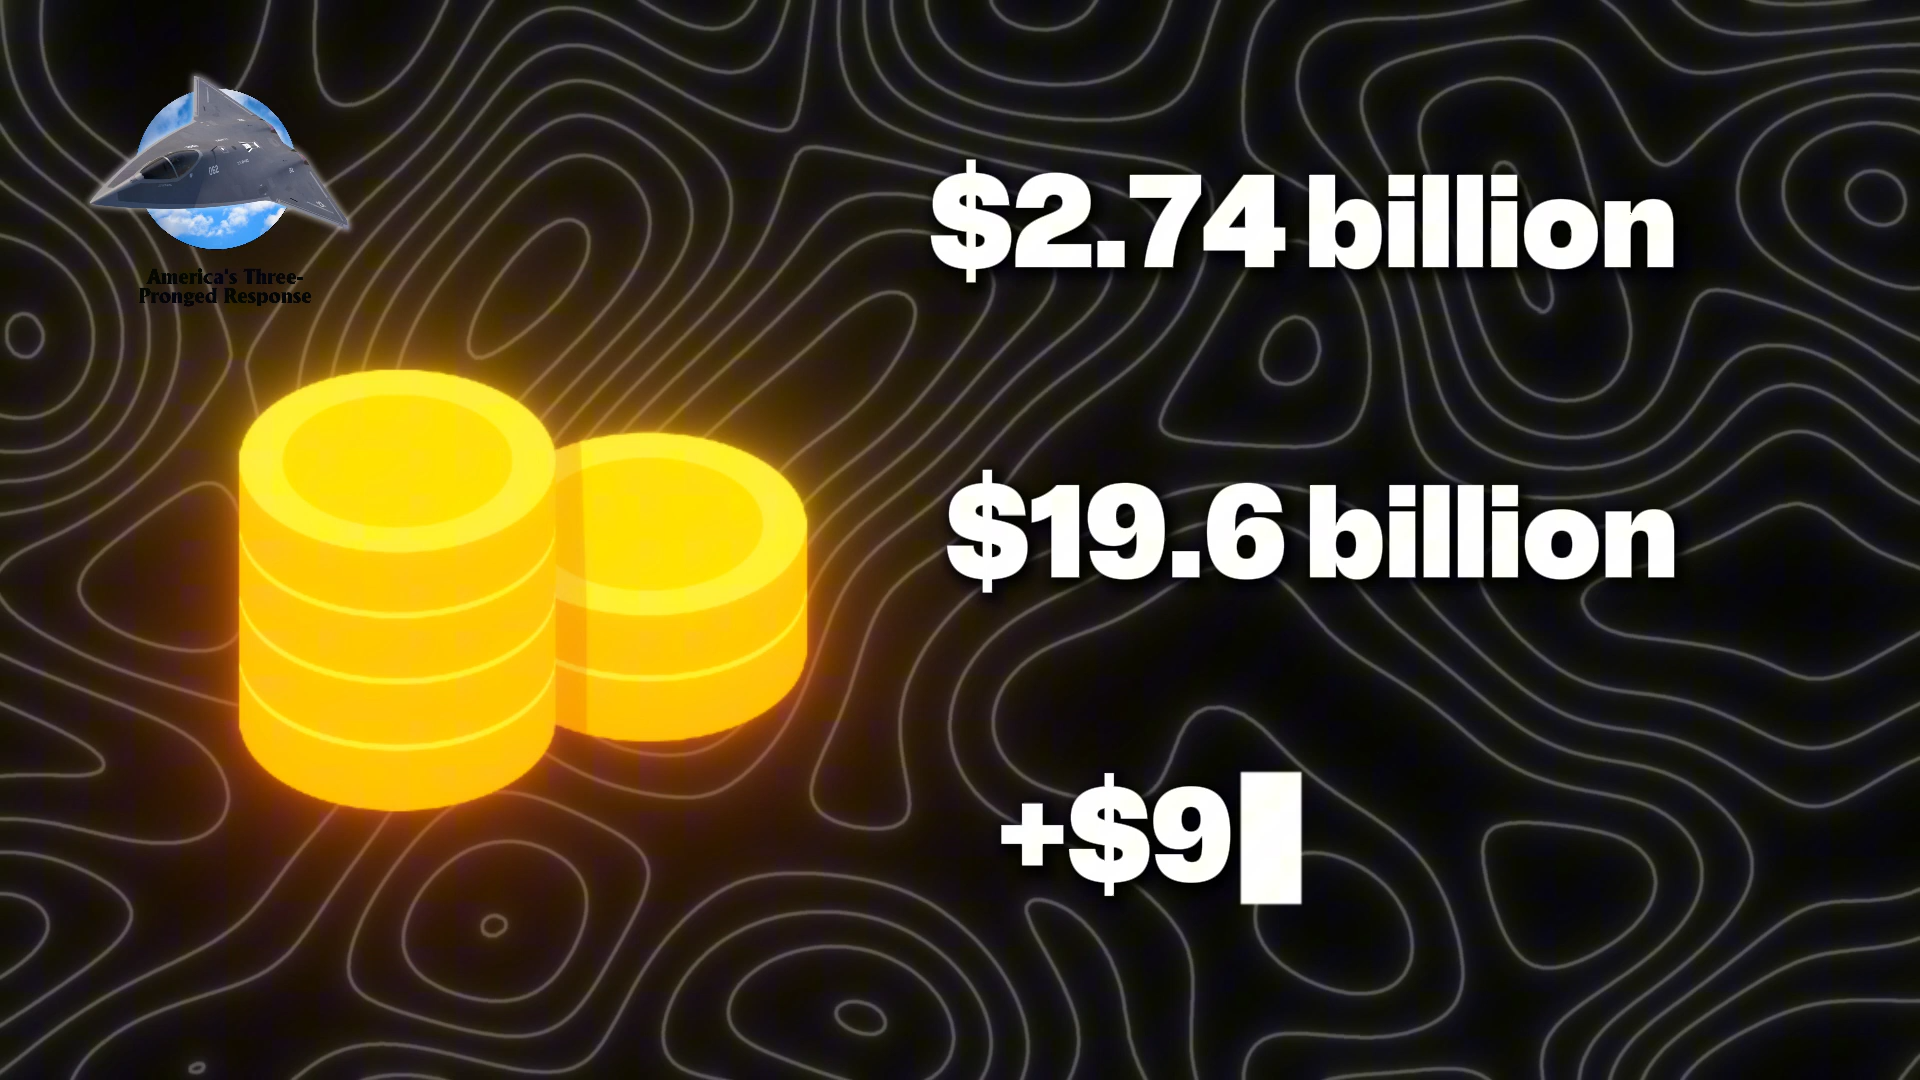 America's Three-
Pronged Response
$2.74 billion
$19.6 billion
+$9